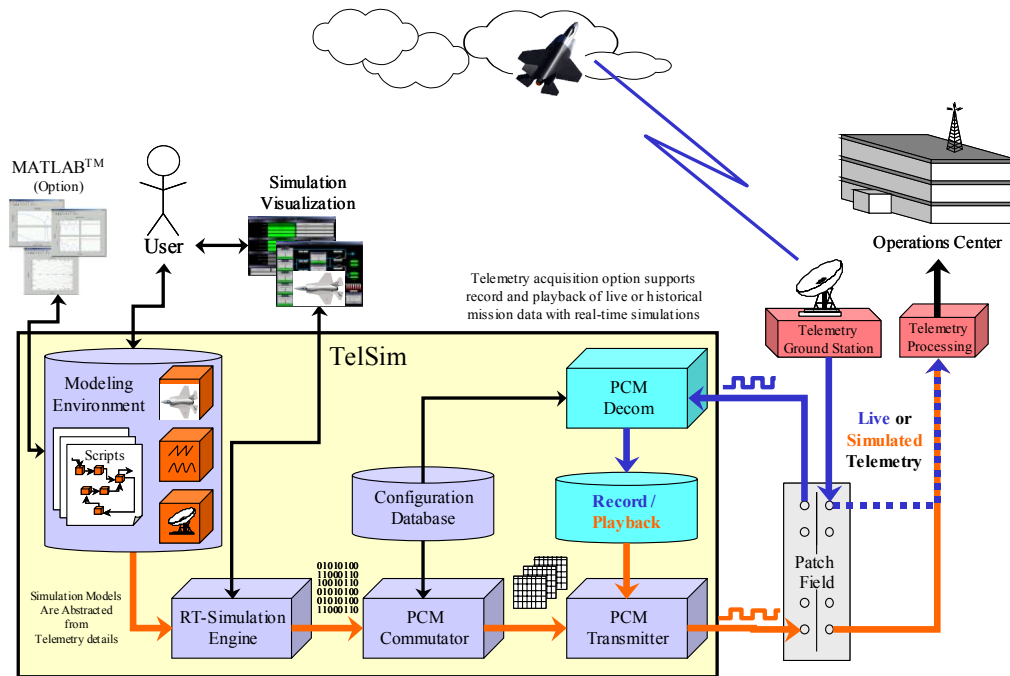 MATLAB™
(Option)
User
Simulation
Visualization
Operations Center
Telemetry acquisition option supports
record and playback of live or historical
mission data with real-time simulations
Telemetry
Ground Station
Telemetry
Processing
TelSim
Modeling
Environment
Scripts
PCM
Decom
Live or
Simulated
Telemetry
Configuration
Database
Record /
Playback
Patch
Field
Simulation Models
Are Abstracted
from
Telemetry details
RT-Simulation
Engine
01010100
11000110
10010100
01010100
01010100
11000110
PCM
Commutator
PCM
Transmitter